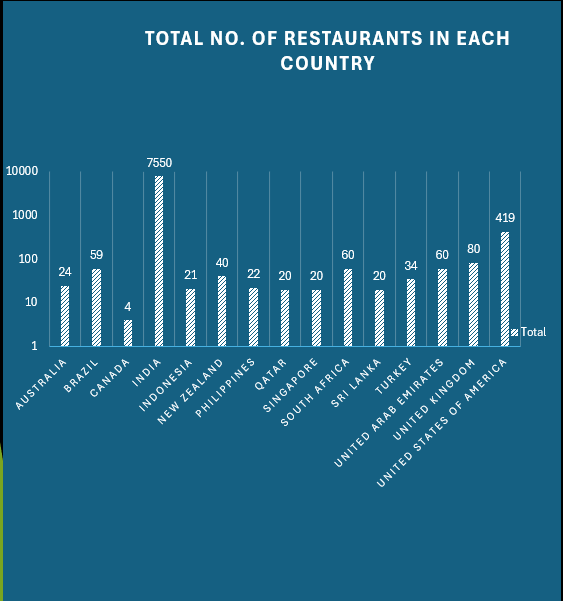 TOTAL NO. OF RESTAURANTS IN EACH
COUNTRY
10000
1000
100
10
1
24
59
4
7550
21
40
22
20
20
60
20
34
60
80
419
Total
AUSTRALIA
BRAZIL
CANADA
INDIA
INDONESIA
NEW ZEALAND
PHILIPPINES
QATAR
SINGAPORE
SOUTH AFRICA
SRI LANKA
TURKEY
UNITED ARAB EMIRATES
UNITED KINGDOM
UNITED STATES OF AMERICA